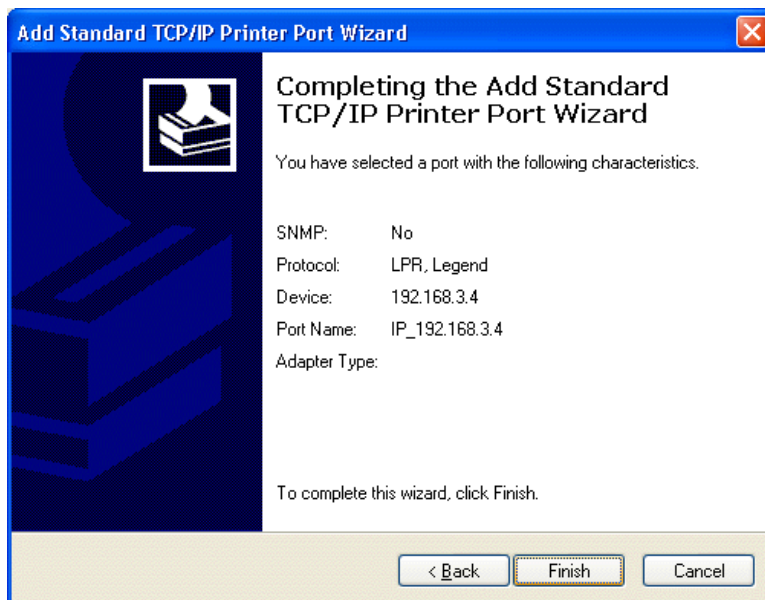 Add Standard TCP/IP Printer Port Wizard
Completing the Add Standard
TCP/IP Printer Port Wizard
You have selected a port with the following characteristics.
SNMP: No
Protocol: LPR, Legend
Device: 192.168.3.4
Port Name: IP_192.168.3.4
Adapter Type:
To complete this wizard, click Finish.
< Back Finish Cancel